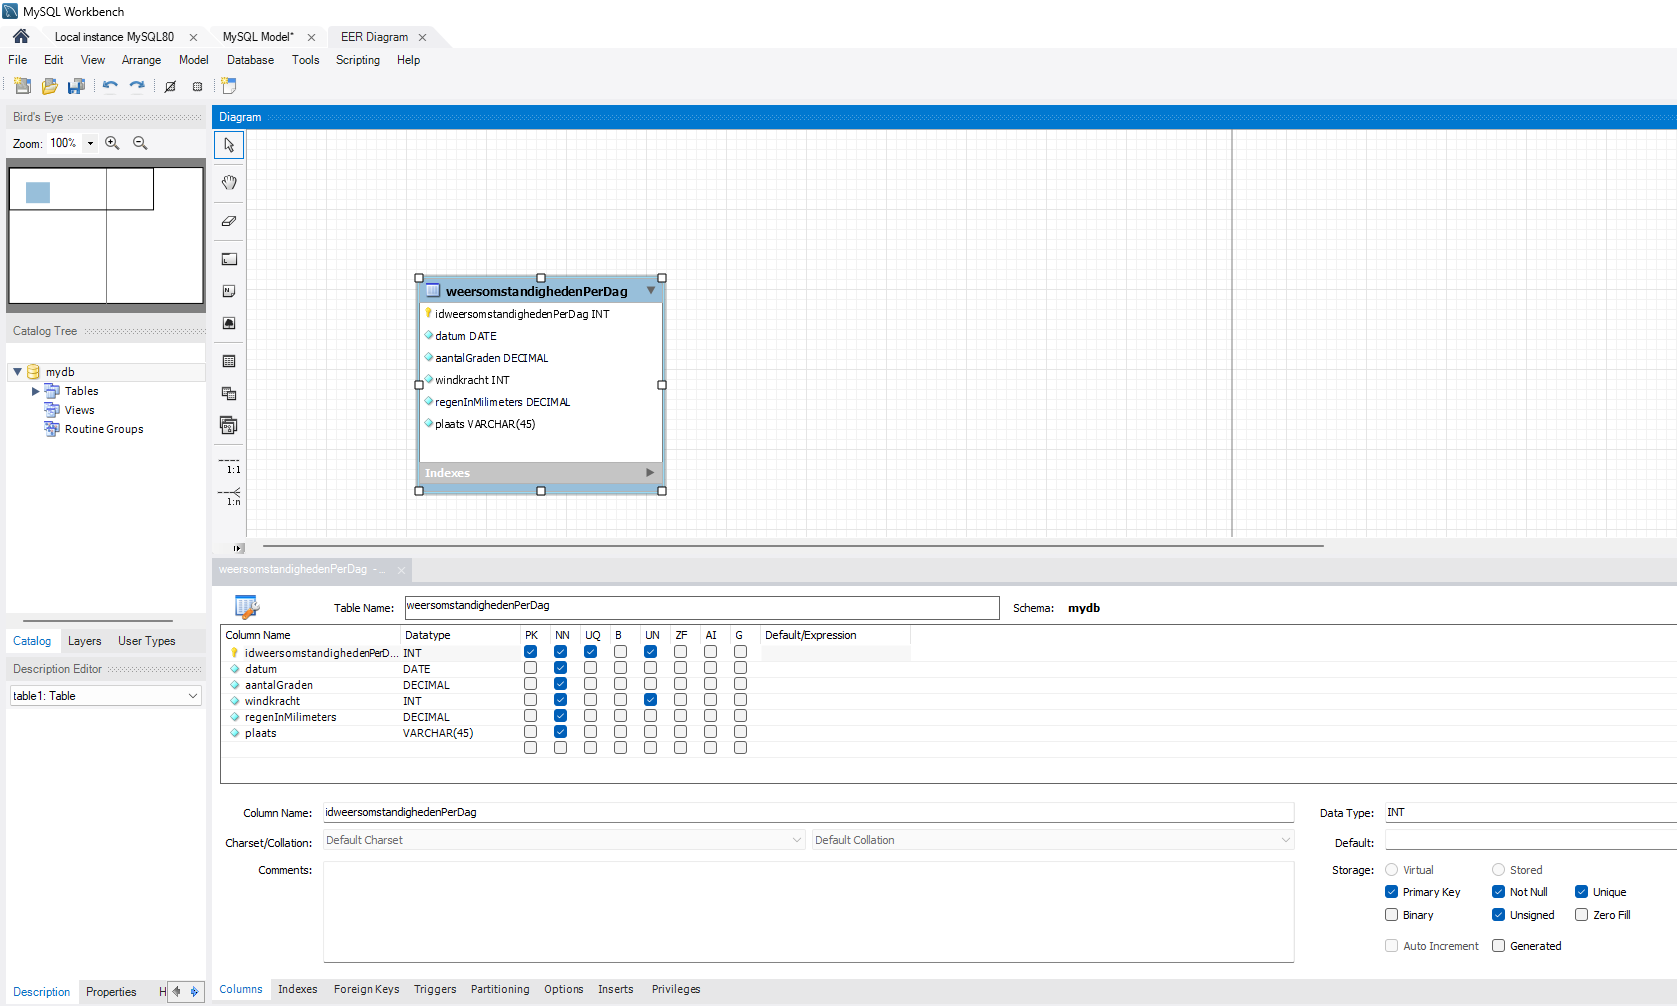 MySQL Workbench
Local instance MySQL80 MySQL Model* EER Diagram
File Edit View Arrange Model Database Tools Scripting Help
Bird's Eye
Zoom: 100%
Catalog Tree
mydb
Tables
Views
Routine Groups
Catalog Layers User Types
Description Editor
table1: Table
Description Properties H
Diagram
1:1
1:n
weersomstandighedenPerDag
idweersomstandighedenPerDag INT
datum DATE
aantalGraden DECIMAL
windkracht INT
regenInMilimeters DECIMAL
plaats VARCHAR(45)
Indexes
weersomstandighedenPerDag - ...
Table Name: weersomstandighedenPerDag Schema: mydb
Column Name Datatype PK NN UQ B UN ZF AI G Default/Expression
idweersomstandighedenPerD... INT
datum DATE
aantalGraden DECIMAL
windkracht INT
regenInMilimeters DECIMAL
plaats VARCHAR(45)
Column Name: idweersomstandighedenPerDag Data Type: INT
Charset/Collation: Default Charset Default Collation Default:
Comments: Storage: Virtual Stored
Primary Key Not Null Unique
Binary Unsigned Zero Fill
Auto Increment Generated
Columns Indexes Foreign Keys Triggers Partitioning Options Inserts Privileges